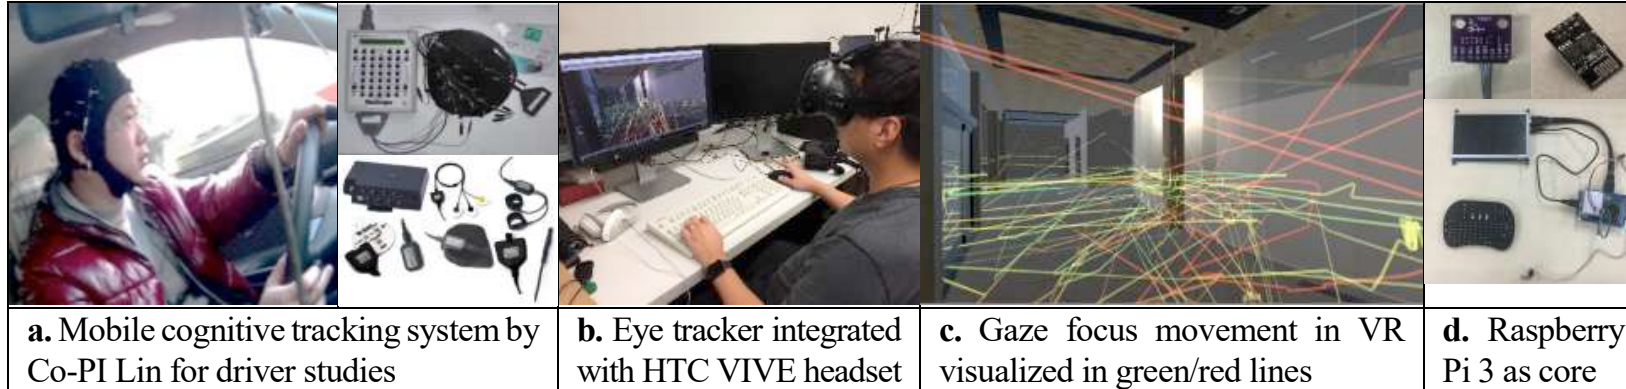 a. Mobile cognitive tracking system by
Co-PI Lin for driver studies
b. Eye tracker integrated
with HTC VIVE headset
c. Gaze focus movement in VR
visualized in green/red lines
d. Raspberry
Pi 3 as core